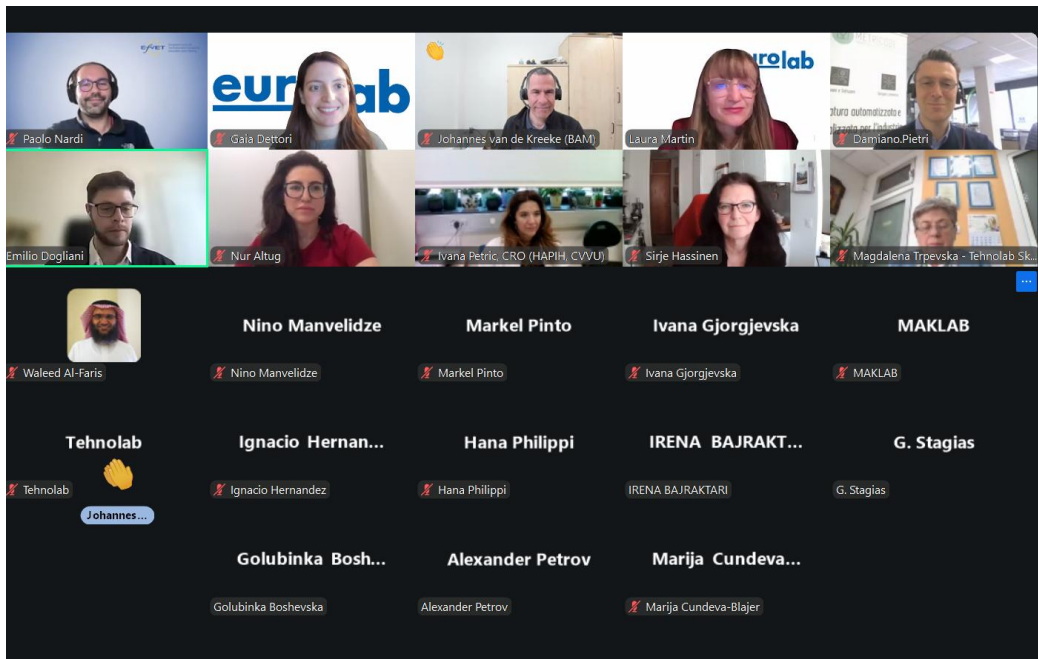 EfVET
eurolab
eurolab
Paolo Nardi
Gaia Dettori
Johannes van de Kreeke (BAM)
Laura Martin
Damiano.Pietri
atura automatizzata e
Emilio Dogliani
Nur Altug
Ivana Petric, CRO (HAPIH, CVVU)
Sirje Hassinen
Magdalena Trpevska - Tehnolab Sk...
Nino Manvelidze
Markel Pinto
Ivana Gjorgjevska
MAKLAB
Waleed Al-Faris
Nino Manvelidze
Markel Pinto
Ivana Gjorgjevska
MAKLAB
Tehnolab
Ignacio Hernan...
Hana Philippi
IRENA BAJRAKT...
G. Stagias
Tehnolab
Ignacio Hernandez
Hana Philippi
IRENA BAJRAKTARI
G. Stagias
Johannes...
Golubinka Bosh...
Alexander Petrov
Marija Cundeva...
Golubinka Boshevska
Alexander Petrov
Marija Cundeva-Blajer